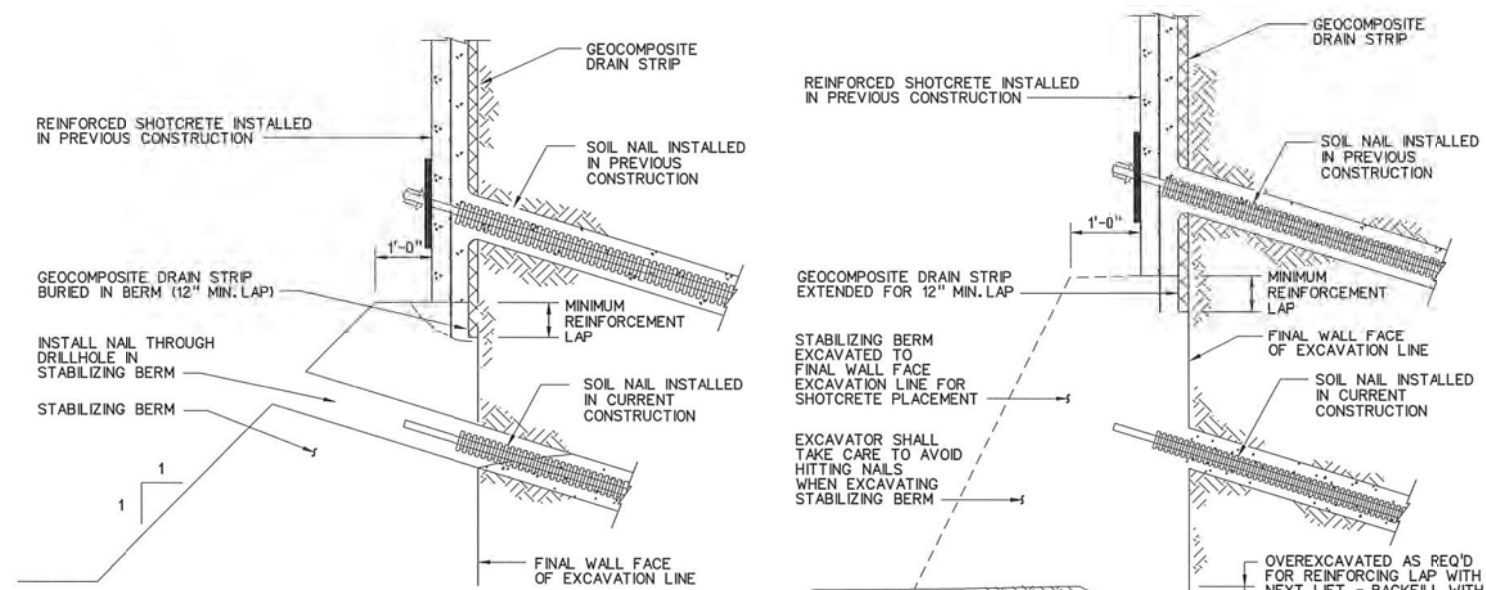 GEOCOMPOSITE
DRAIN STRIP
REINFORCED SHOTCRETE INSTALLED
IN PREVIOUS CONSTRUCTION
SOIL NAIL INSTALLED
IN PREVIOUS
CONSTRUCTION
1'-0"
GEOCOMPOSITE DRAIN STRIP
BURIED IN BERM (12" MIN. LAP)
MINIMUM
REINFORCEMENT
LAP
INSTALL NAIL THROUGH
DRILLHOLE IN
STABILIZING BERM
SOIL NAIL INSTALLED
IN CURRENT
CONSTRUCTION
STABILIZING BERM
1
1
FINAL WALL FACE
OF EXCAVATION LINE
GEOCOMPOSITE
DRAIN STRIP
REINFORCED SHOTCRETE INSTALLED
IN PREVIOUS CONSTRUCTION
SOIL NAIL INSTALLED
IN PREVIOUS
CONSTRUCTION
1'-0"
GEOCOMPOSITE DRAIN STRIP
EXTENDED FOR 12" MIN. LAP
MINIMUM
REINFORCEMENT
LAP
STABILIZING BERM
EXCAVATED TO
FINAL WALL FACE
EXCAVATION LINE FOR
SHOTCRETE PLACEMENT
FINAL WALL FACE
OF EXCAVATION LINE
SOIL NAIL INSTALLED
IN CURRENT
CONSTRUCTION
EXCAVATOR SHALL
TAKE CARE TO AVOID
HITTING NAILS
WHEN EXCAVATING
STABILIZING BERM
OVEREXCAVATED AS REQ'D
FOR REINFORCING LAP WITH
NEXT LIFT - BACKFILL WITH